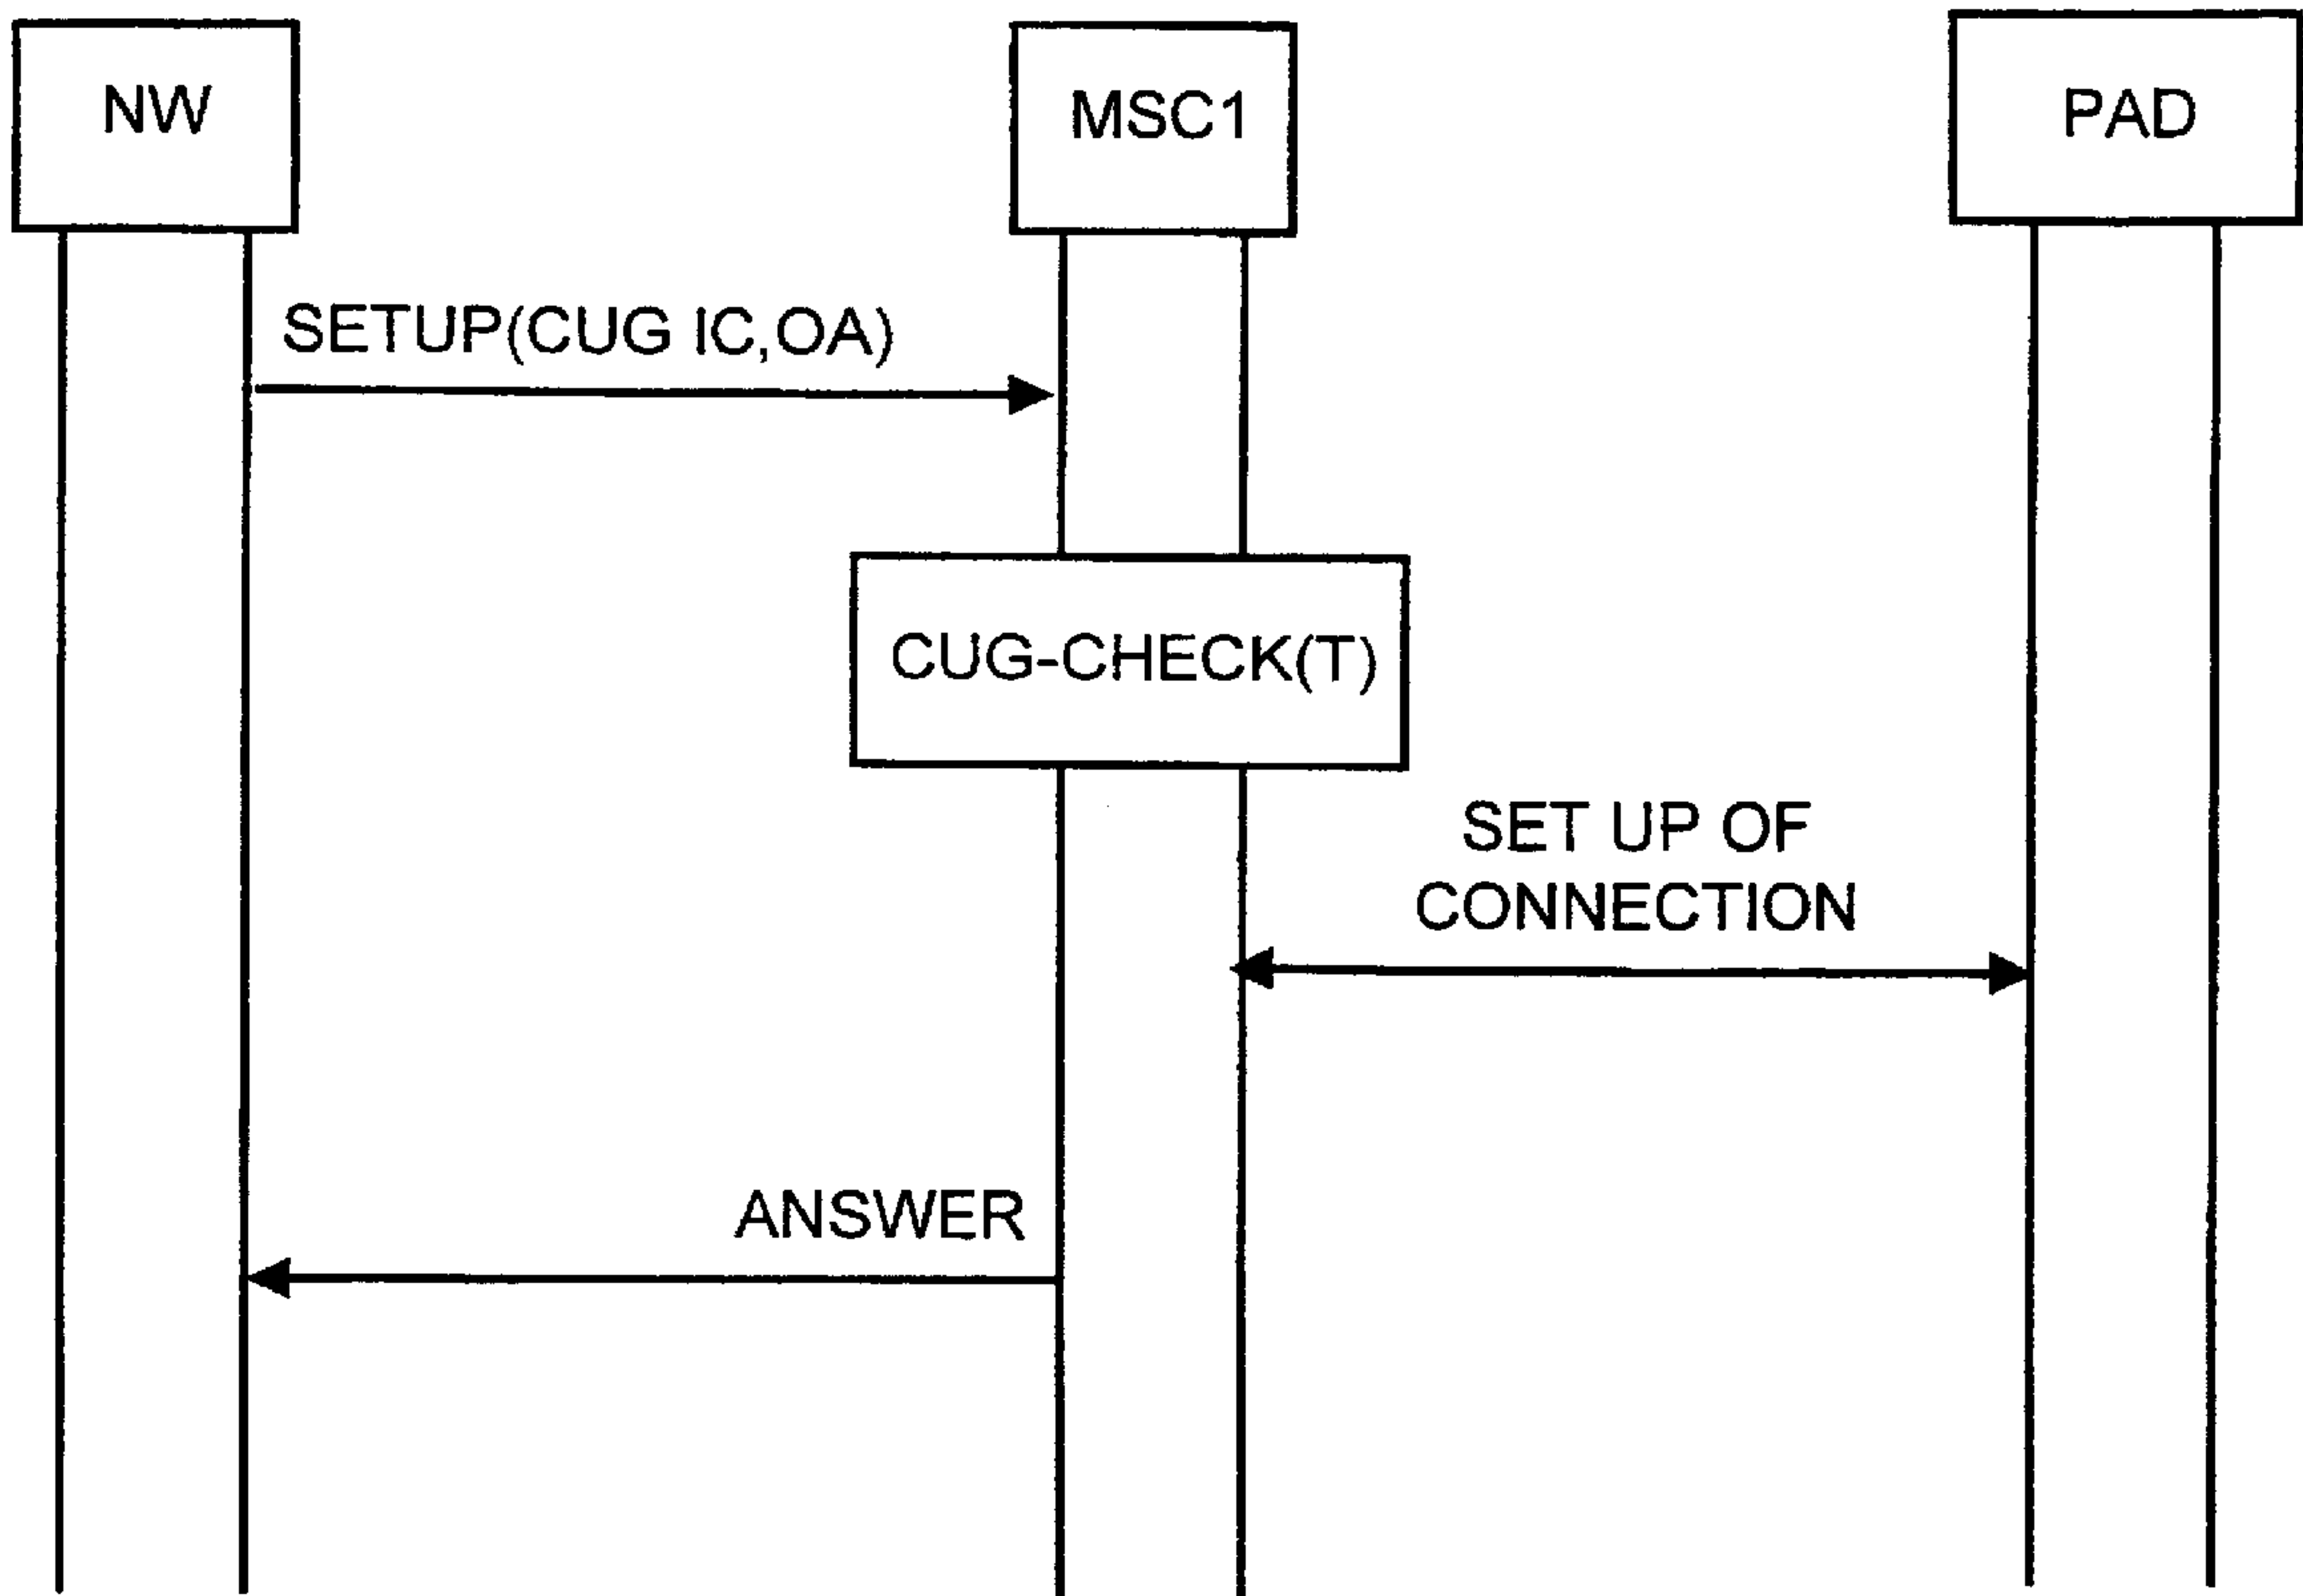 NW
MSC1
PAD
SETUP(CUG IC,OA)
CUG-CHECK(T)
SET UP OF
CONNECTION
ANSWER